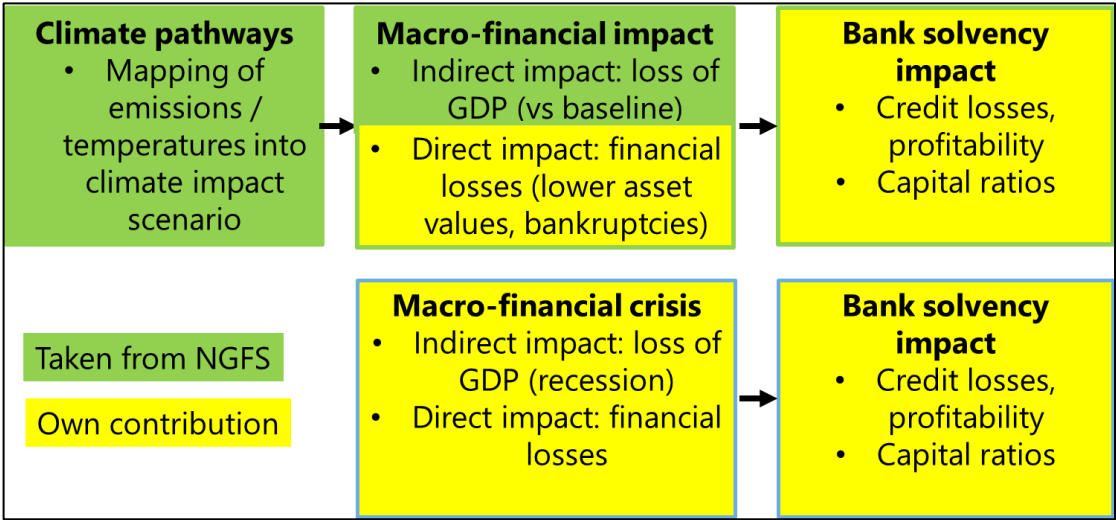 Climate pathways
• Mapping of
emissions /
temperatures into
climate impact
scenario
Macro-financial impact
• Indirect impact: loss of
GDP (vs baseline)
• Direct impact: financial
losses (lower asset
values, bankruptcies)
Bank solvency
impact
• Credit losses,
profitability
• Capital ratios
Taken from NGFS
Own contribution
Macro-financial crisis
• Indirect impact: loss of
GDP (recession)
• Direct impact: financial
losses
Bank solvency
impact
• Credit losses,
profitability
• Capital ratios